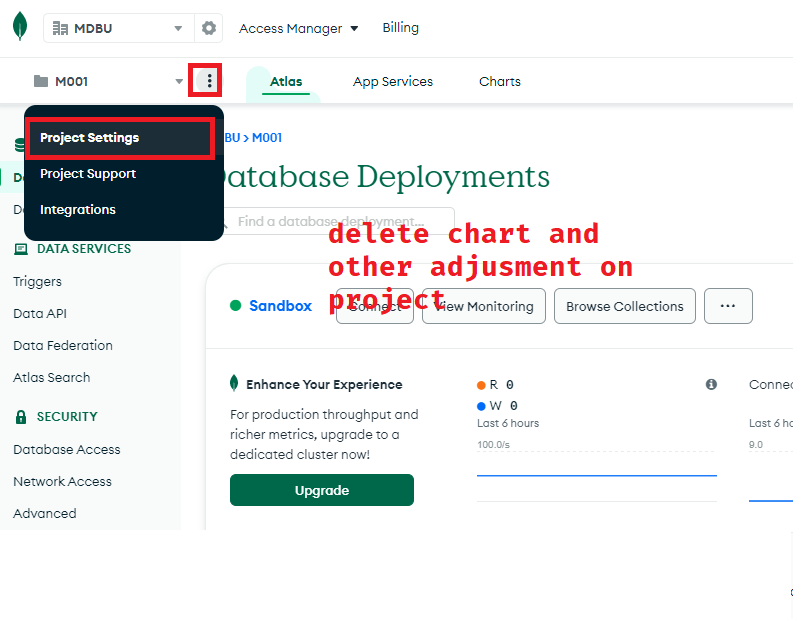 MDBU
Access Manager
Billing
M001
Atlas
App Services
Charts
Project Settings
Project Support
Integrations
BU > M001
Database Deployments
Find a database deployment...
delete chart and
other adjusment on
project
DATA SERVICES
Triggers
Data API
Data Federation
Atlas Search
SECURITY
Database Access
Network Access
Advanced
Sandbox
Connect
View Monitoring
Browse Collections
...
Enhance Your Experience
For production throughput and
richer metrics, upgrade to a
dedicated cluster now!
Upgrade
R 0
W 0
Last 6 hours
100.0/s
Connec
Last 6 ho
9.0